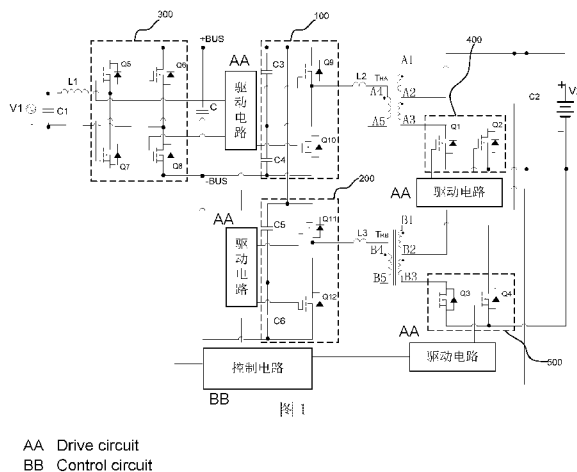 300
100
400
+BUS
Q5
Q6
AA
C3
Q9
L2
THA
A1
A4
A2
A5
A3
C2
V1
L1
C1
C
驱动电路
Q1
Q2
Q7
Q8
C4
Q10
-BUS
AA
驱动电路
200
AA
驱动电路
C5
Q11
L3
THB
B1
B4
B2
B5
B3
Q12
C6
Q3
Q4
AA
驱动电路
500
控制电路
BB
图 1
AA Drive circuit
BB Control circuit